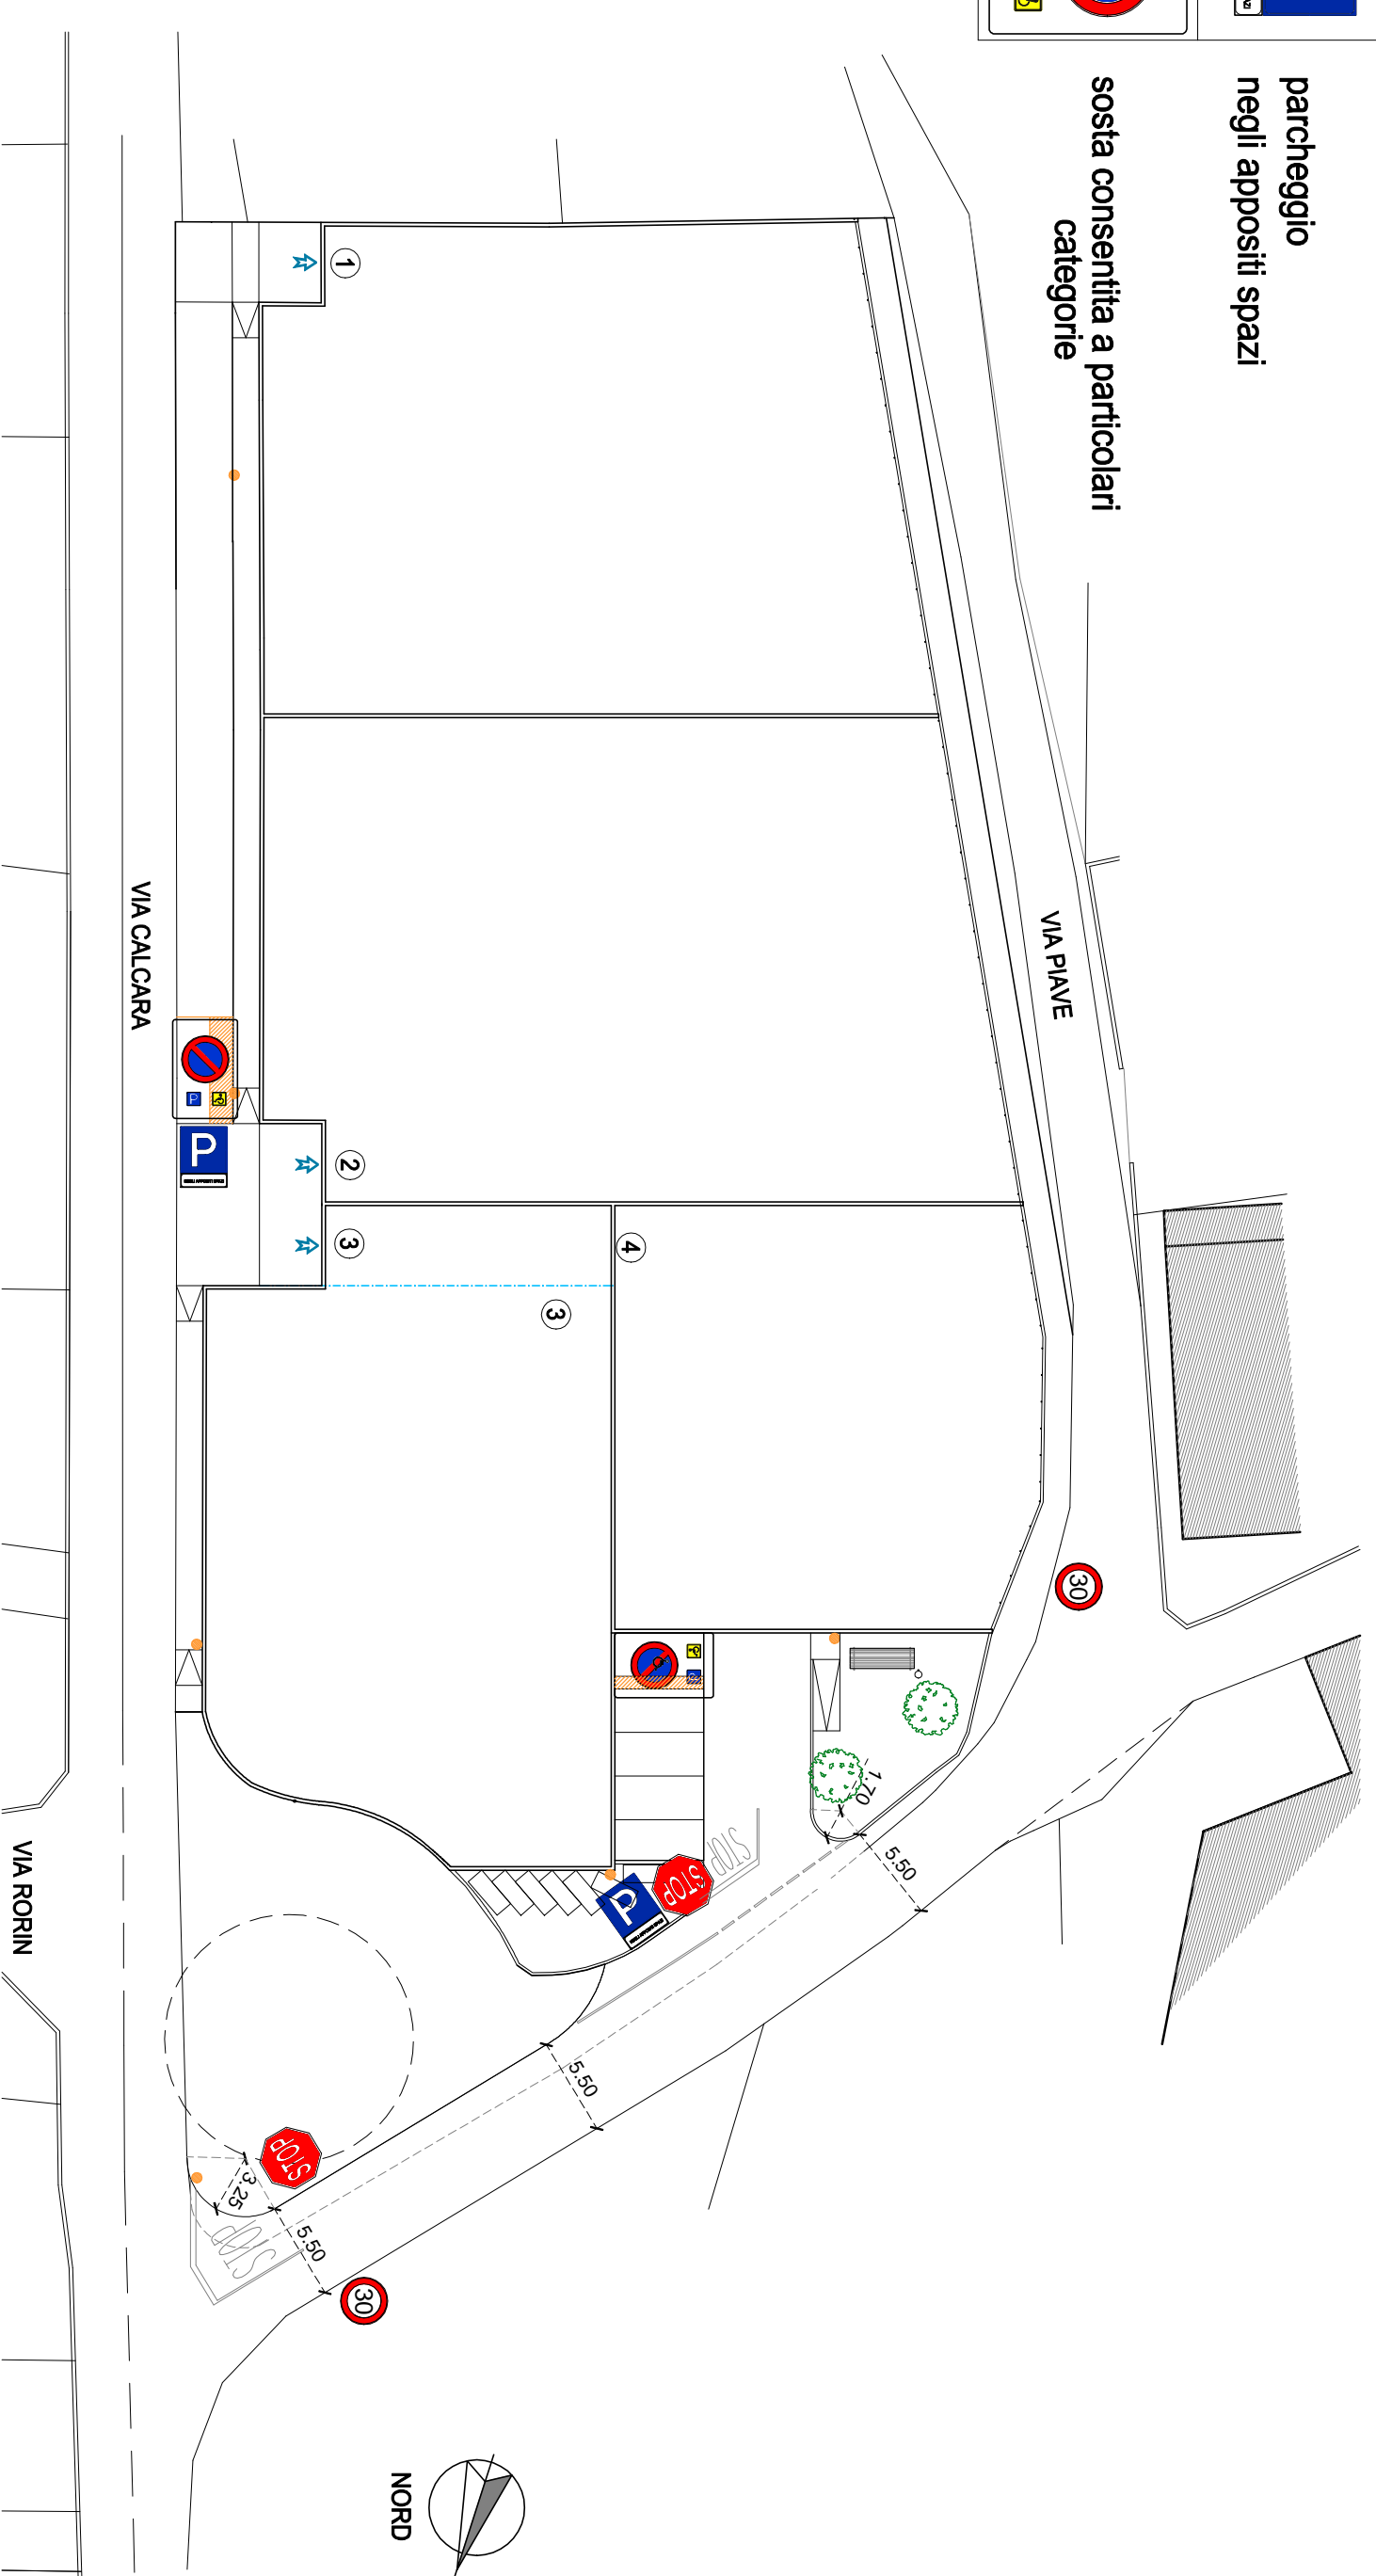 parcheggio
negli appositi spazi
sosta consentita a particolari
categorie
1
VIA PIAVE
VIA CALCARA
P
P
2
3
4
3
30
P
1.70
5.50
STOP
STOP
P
VIA RORIN
5.50
STOP
3.25
5.50
STOP
30
NORD